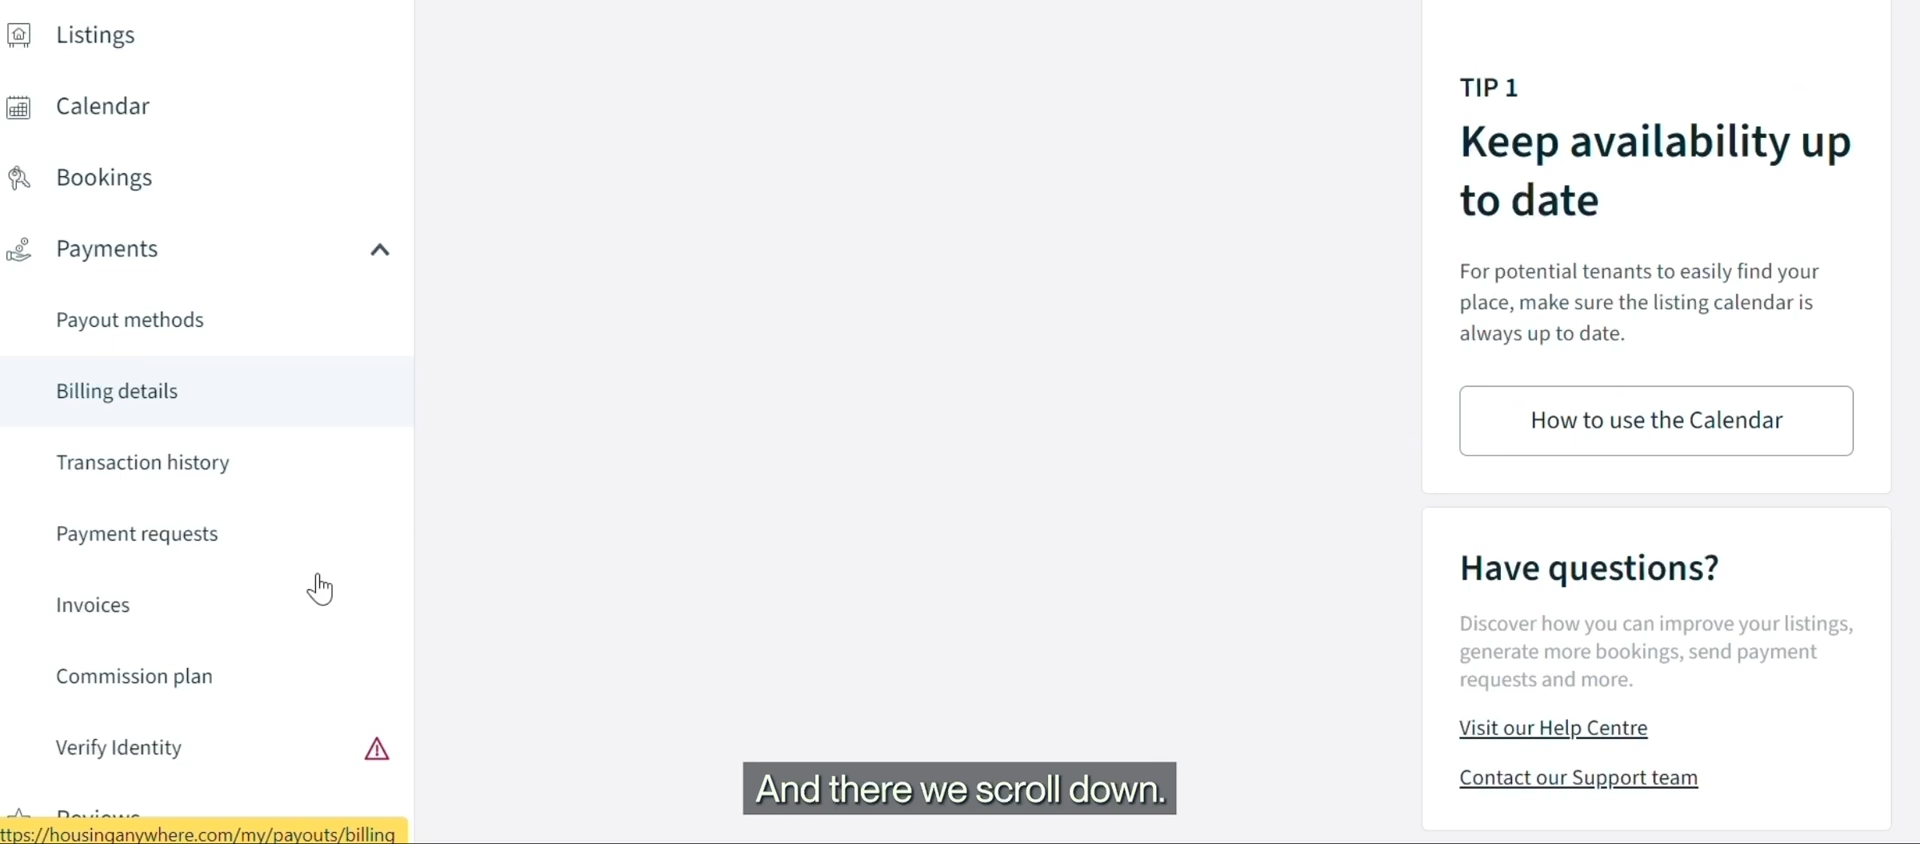 Listings
Calendar
Bookings
Payments
Payout methods
Billing details
Transaction history
Payment requests
Invoices
Commission plan
Verify Identity
Reviews
ttps://housinganywhere.com/my/payouts/billing
TIP 1
Keep availability up
to date
For potential tenants to easily find your
place, make sure the listing calendar is
always up to date.
How to use the Calendar
Have questions?
Discover how you can improve your listings,
generate more bookings, send payment
requests and more.
Visit our Help Centre
Contact our Support team
And there we scroll down.